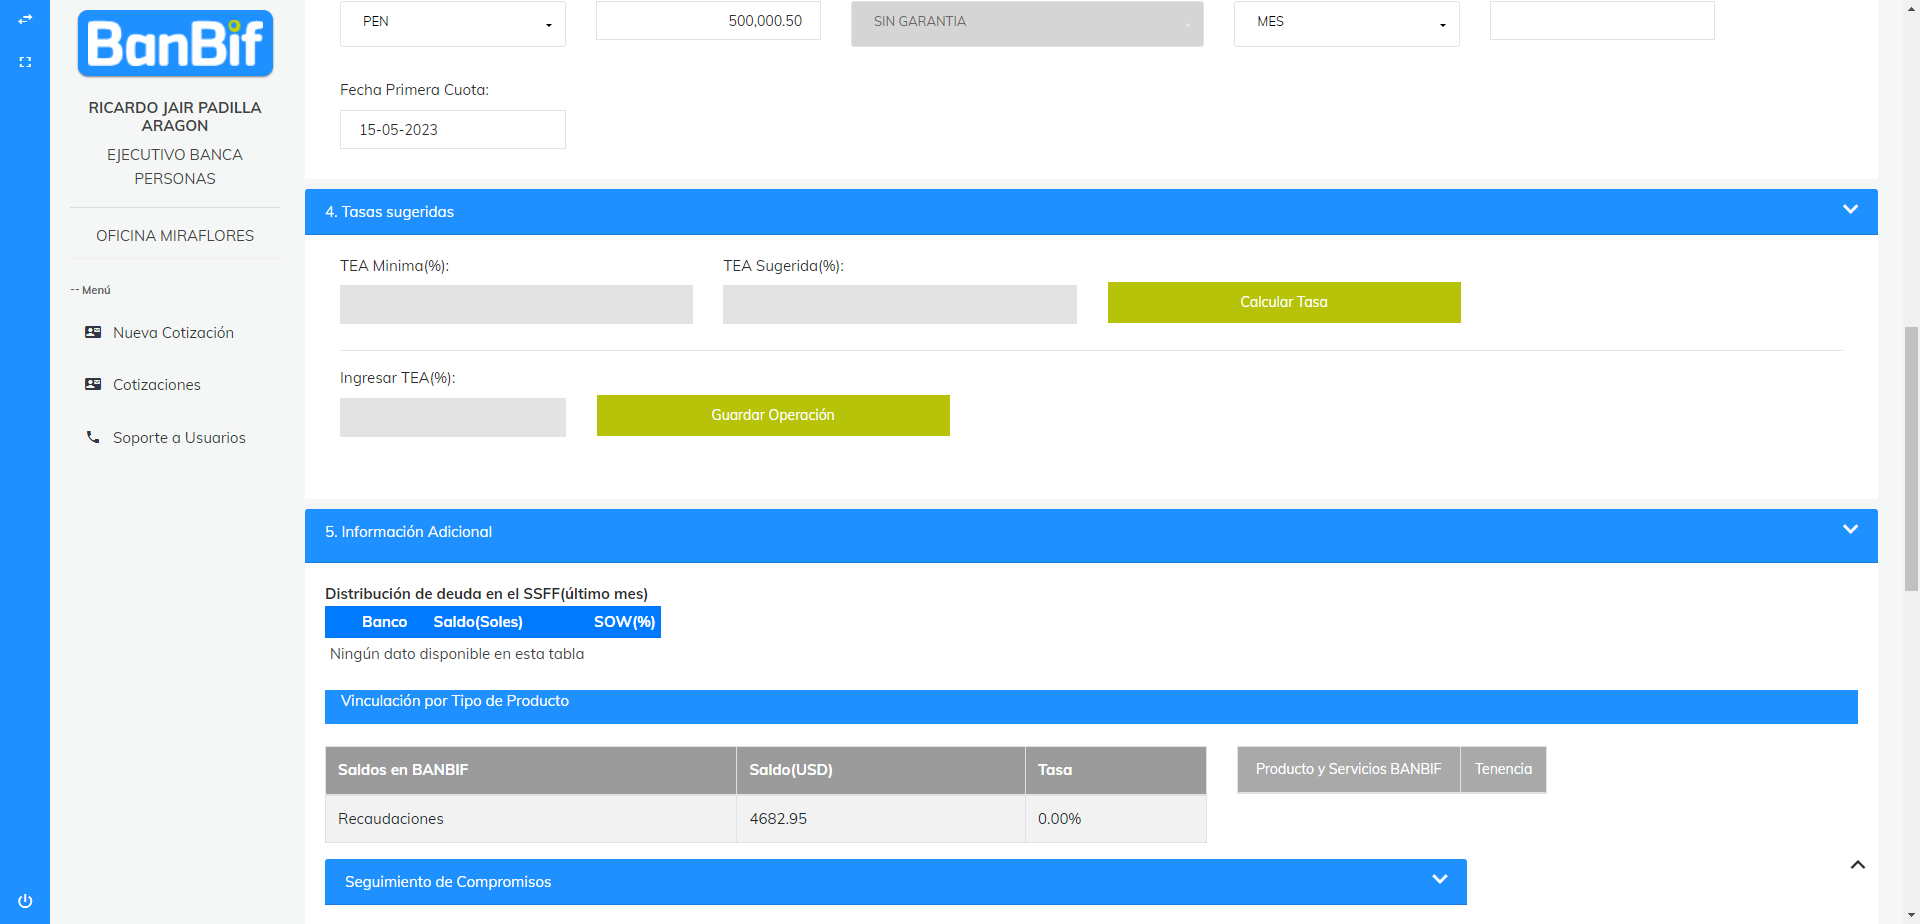 BanBif
RICARDO JAIR PADILLA
ARAGON
EJECUTIVO BANCA
PERSONAS
OFICINA MIRAFLORES
-- Menú
Nueva Cotización
Cotizaciones
Soporte a Usuarios
PEN
500,000.50
SIN GARANTIA
MES
Fecha Primera Cuota:
15-05-2023
4. Tasas sugeridas
TEA Minima(%):
TEA Sugerida(%):
Calcular Tasa
Ingresar TEA(%):
Guardar Operación
5. Información Adicional
Distribución de deuda en el SSFF(último mes)
Banco Saldo(Soles) SOW(%)
Ningún dato disponible en esta tabla
Vinculación por Tipo de Producto
Saldos en BANBIF Saldo(USD) Tasa
Recaudaciones 4682.95 0.00%
Producto y Servicios BANBIF Tenencia
Seguimiento de Compromisos